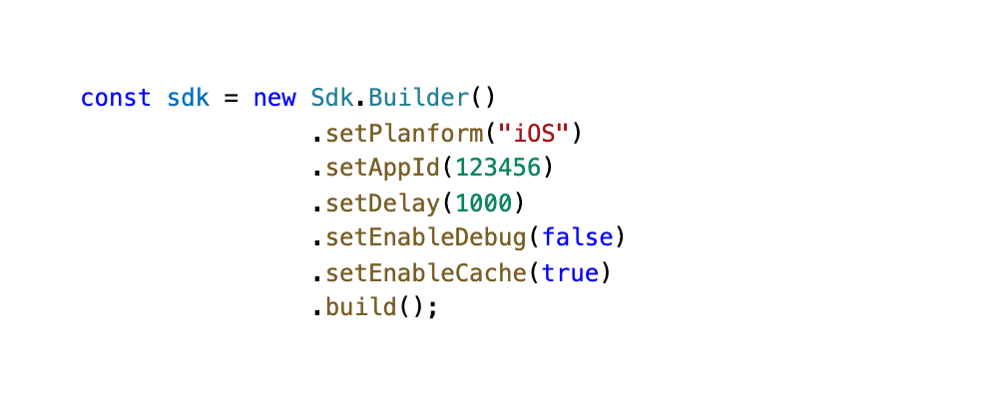 const sdk = new Sdk.Builder()
.setPlanform("iOS")
.setAppId(123456)
.setDelay(1000)
.setEnableDebug(false)
.setEnableCache(true)
.build();